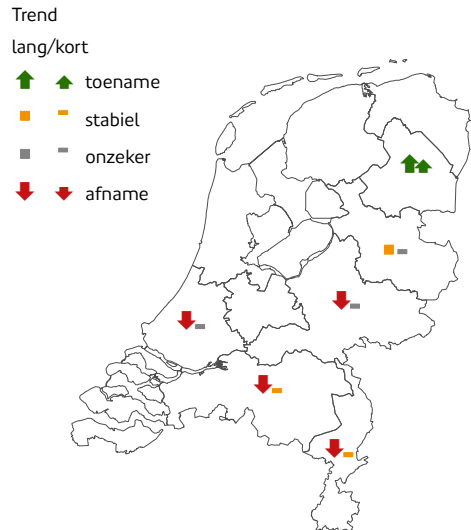 Trend
lang/kort
toename
stabiel
onzeker
afname